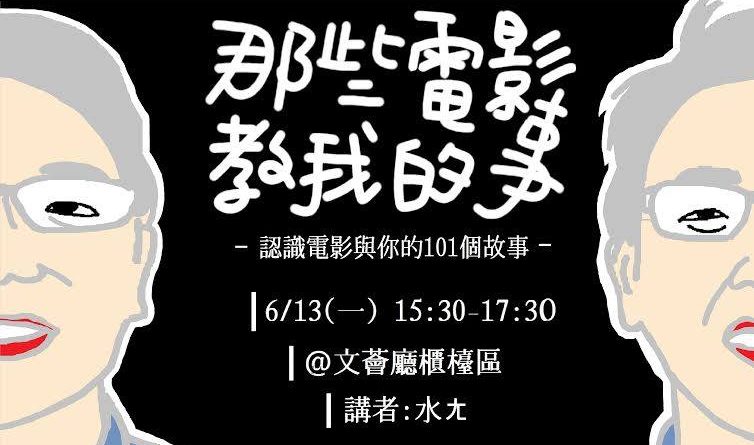 那些電影
教我的事
- 認識電影與你的101個故事 -
6/13(一) 15:30-17:30
@文薈廳櫃檯區
講者:水尢